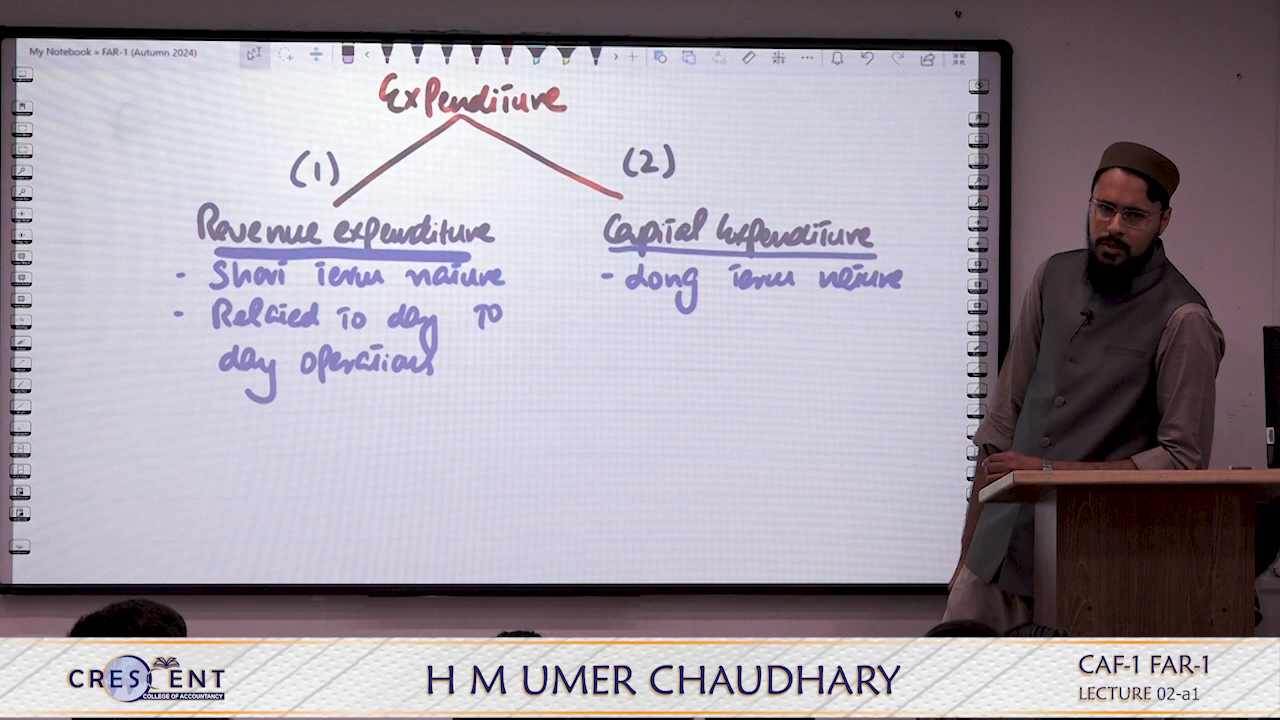 My Notebook » FAR-1 (Autumn 2024)
Expenditure
(1)
(2)
Revenue expenditure
- Short term nature
- Related to day to
day operations
Capital Expenditure
- Long term nature
CRESCENT
COLLEGE OF ACCOUNTANCY
H M UMER CHAUDHARY
CAF-1 FAR-1
LECTURE 02-a1